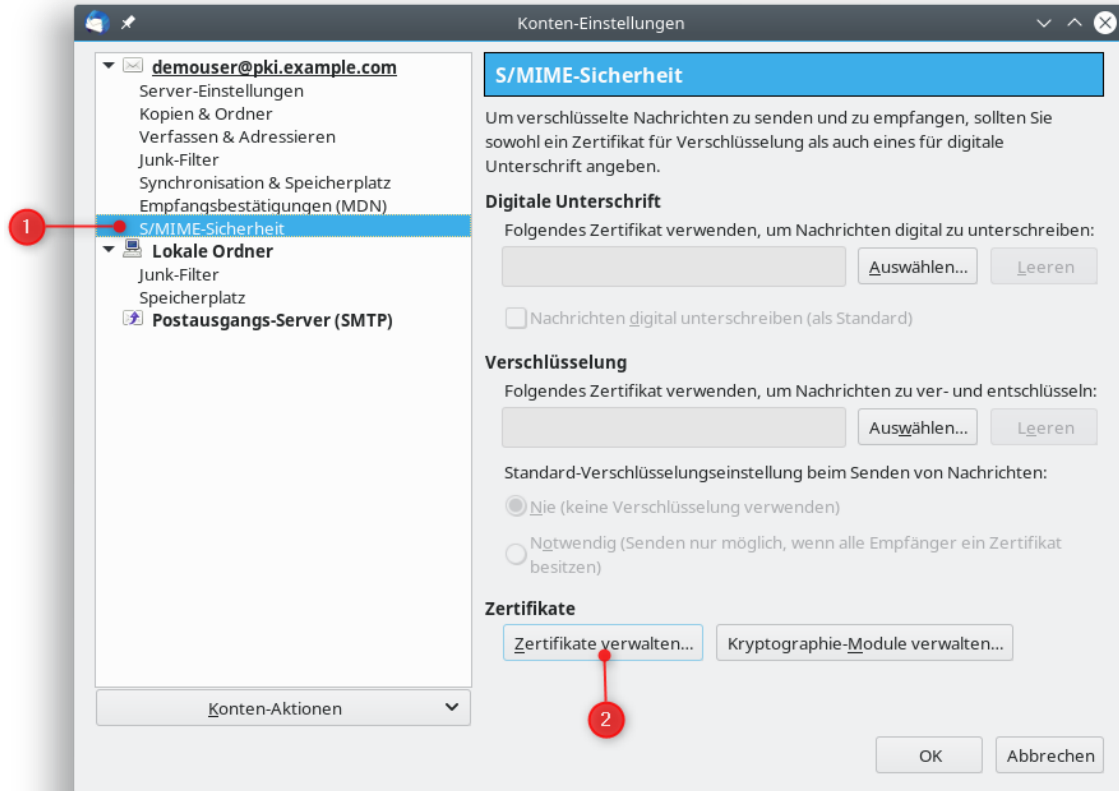 Konten-Einstellungen
demouser@pki.example.com
Server-Einstellungen
Kopien & Ordner
Verfassen & Adressieren
Junk-Filter
Synchronisation & Speicherplatz
Empfangsbestätigungen (MDN)
1
S/MIME-Sicherheit
Lokale Ordner
Junk-Filter
Speicherplatz
Postausgangs-Server (SMTP)
Konten-Aktionen
S/MIME-Sicherheit
Um verschlüsselte Nachrichten zu senden und zu empfangen, sollten Sie
sowohl ein Zertifikat für Verschlüsselung als auch eines für digitale
Unterschrift angeben.
Digitale Unterschrift
Folgendes Zertifikat verwenden, um Nachrichten digital zu unterschreiben:
Auswählen...
Leeren
Nachrichten digital unterschreiben (als Standard)
Verschlüsselung
Folgendes Zertifikat verwenden, um Nachrichten zu ver- und entschlüsseln:
Auswählen...
Leeren
Standard-Verschlüsselungseinstellung beim Senden von Nachrichten:
Nie (keine Verschlüsselung verwenden)
Notwendig (Senden nur möglich, wenn alle Empfänger ein Zertifikat
besitzen)
Zertifikate
Zertifikate verwalten...
Kryptographie-Module verwalten...
2
OK
Abbrechen